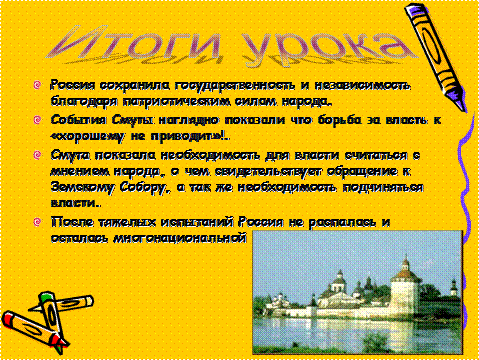 Итоги урока
Россия сохранила государственность и независимость
благодаря патриотическим силам народа.
События Смуты наглядно показали что борьба за власть к
«хорошему не приводит»!.
Смута показала необходимость для власти считаться с
мнением народа, о чем свидетельствует обращение к
Земскому Собору, а так же необходимость подчиняться
власти.
После тяжелых испытаний Россия не распалась и
осталась многонациональной